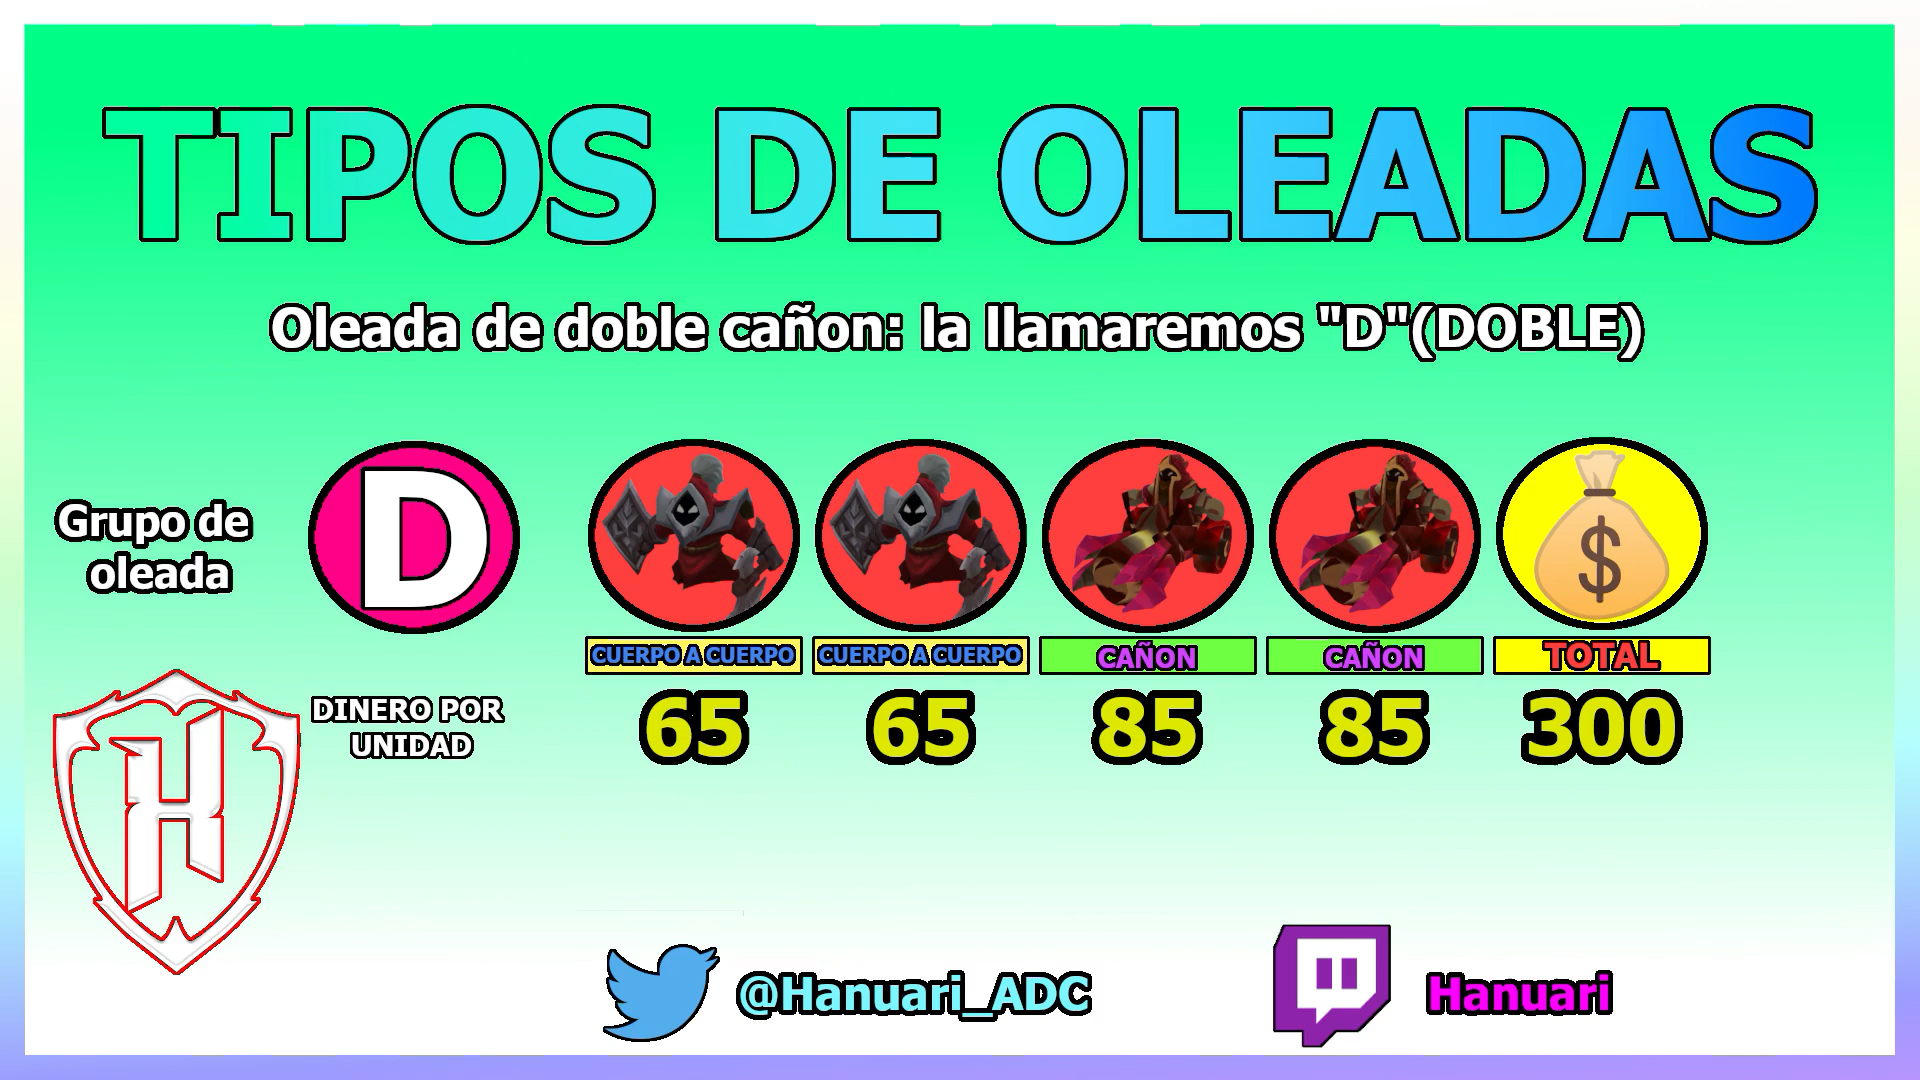 TIPOS DE OLEADAS
Oleada de doble cañon: la llamaremos "D"(DOBLE)
Grupo de
oleada
D
$
CUERPO A CUERPO CUERPO A CUERPO CAÑON CAÑON TOTAL
DINERO POR
UNIDAD
65 65 85 85 300
H
@Hanuari_ADC Hanuari